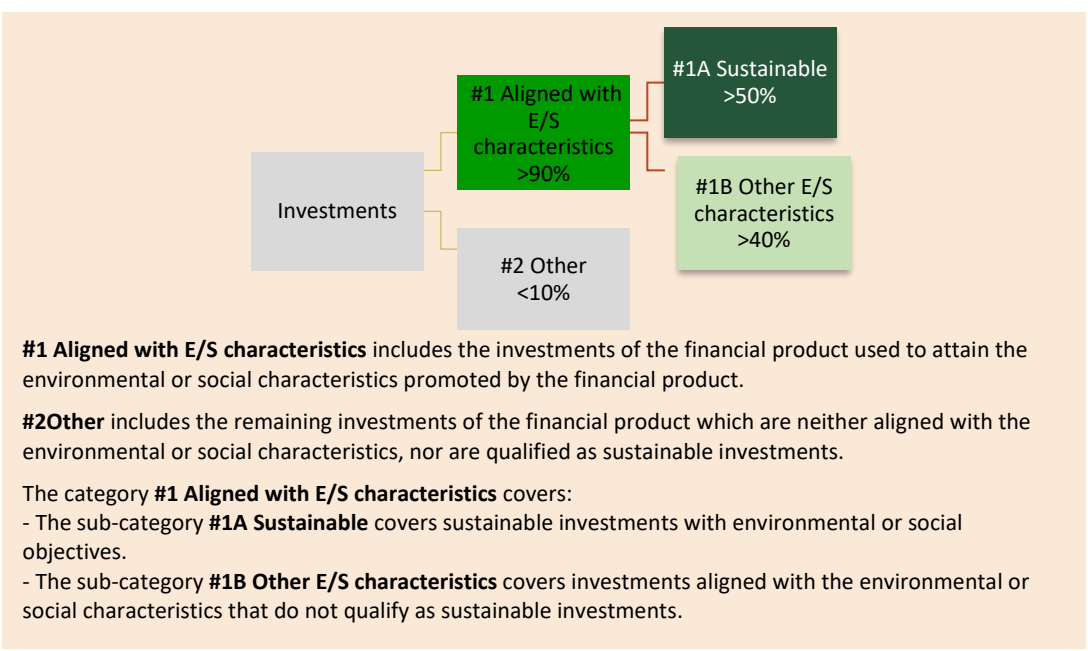 #1A Sustainable
>50%
#1 Aligned with
E/S
characteristics
>90%
#1B Other E/S
characteristics
>40%
Investments
#2 Other
<10%
#1 Aligned with E/S characteristics includes the investments of the financial product used to attain the
environmental or social characteristics promoted by the financial product.
#2Other includes the remaining investments of the financial product which are neither aligned with the
environmental or social characteristics, nor are qualified as sustainable investments.
The category #1 Aligned with E/S characteristics covers:
- The sub-category #1A Sustainable covers sustainable investments with environmental or social
objectives.
- The sub-category #1B Other E/S characteristics covers investments aligned with the environmental or
social characteristics that do not qualify as sustainable investments.